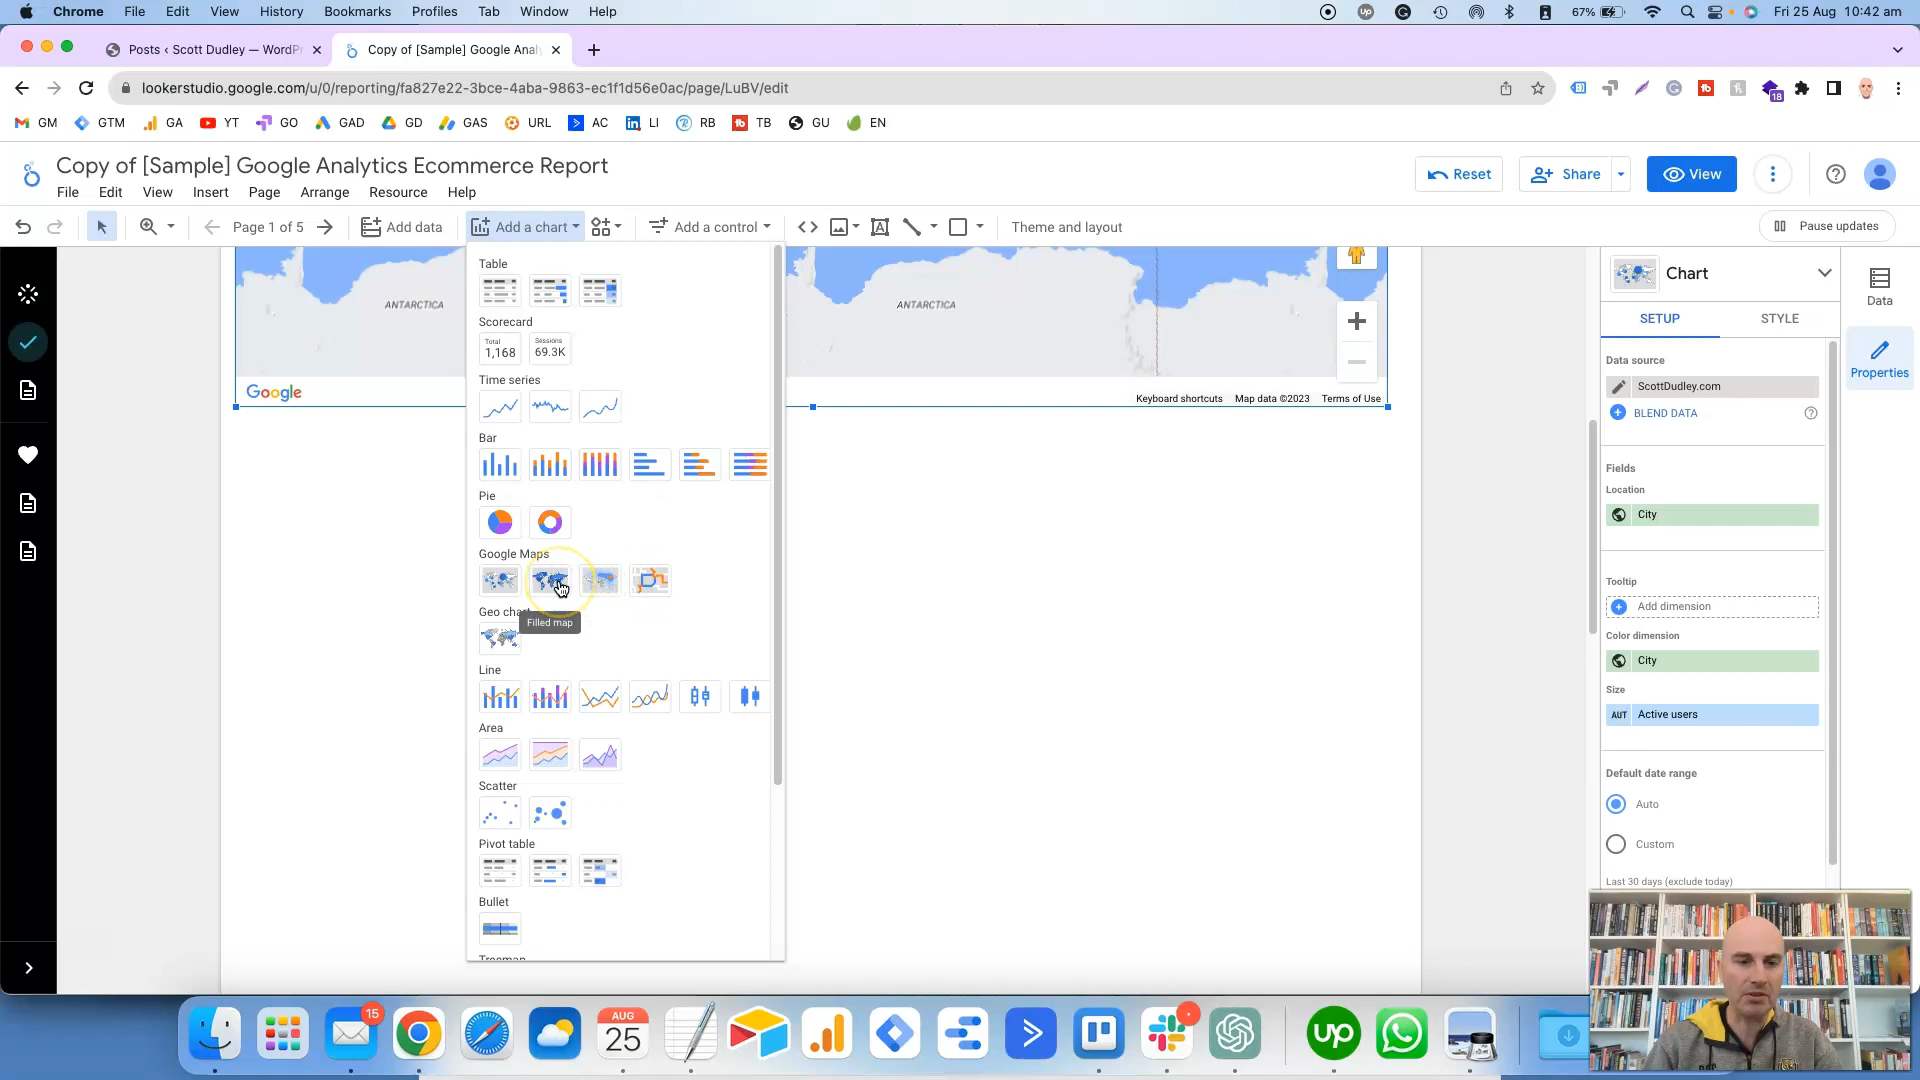 Chrome File Edit View History Bookmarks Profiles Tab Window Help
67% Fri 25 Aug 10:42 am
Posts ‹ Scott Dudley — WordPr
Copy of [Sample] Google Analy
lookerstudio.google.com/u/0/reporting/fa827e22-3bce-4aba-9863-ec1f1d56e0ac/page/LuBV/edit
18
GM GTM GA YT GO GAD GD GAS URL AC LI RB TB GU EN
Copy of [Sample] Google Analytics Ecommerce Report
Reset Share View
File Edit View Insert Page Arrange Resource Help
Page 1 of 5 Add data Add a chart Add a control Theme and layout Pause updates
Table
Scorecard
Total
1,168
Sessions
69.3K
Time series
Bar
Pie
Google Maps
Geo char
Filled map
Line
Area
Scatter
Pivot table
Bullet
Treemap
ANTARCTICA
ANTARCTICA
Google
Keyboard shortcuts Map data ©2023 Terms of Use
Chart
SETUP STYLE
Data source
ScottDudley.com
BLEND DATA
Fields
Location
City
Tooltip
Add dimension
Color dimension
City
Size
AUT Active users
Default date range
Auto
Custom
Last 30 days (exclude today)
Data
Properties
15
AUG
25
up